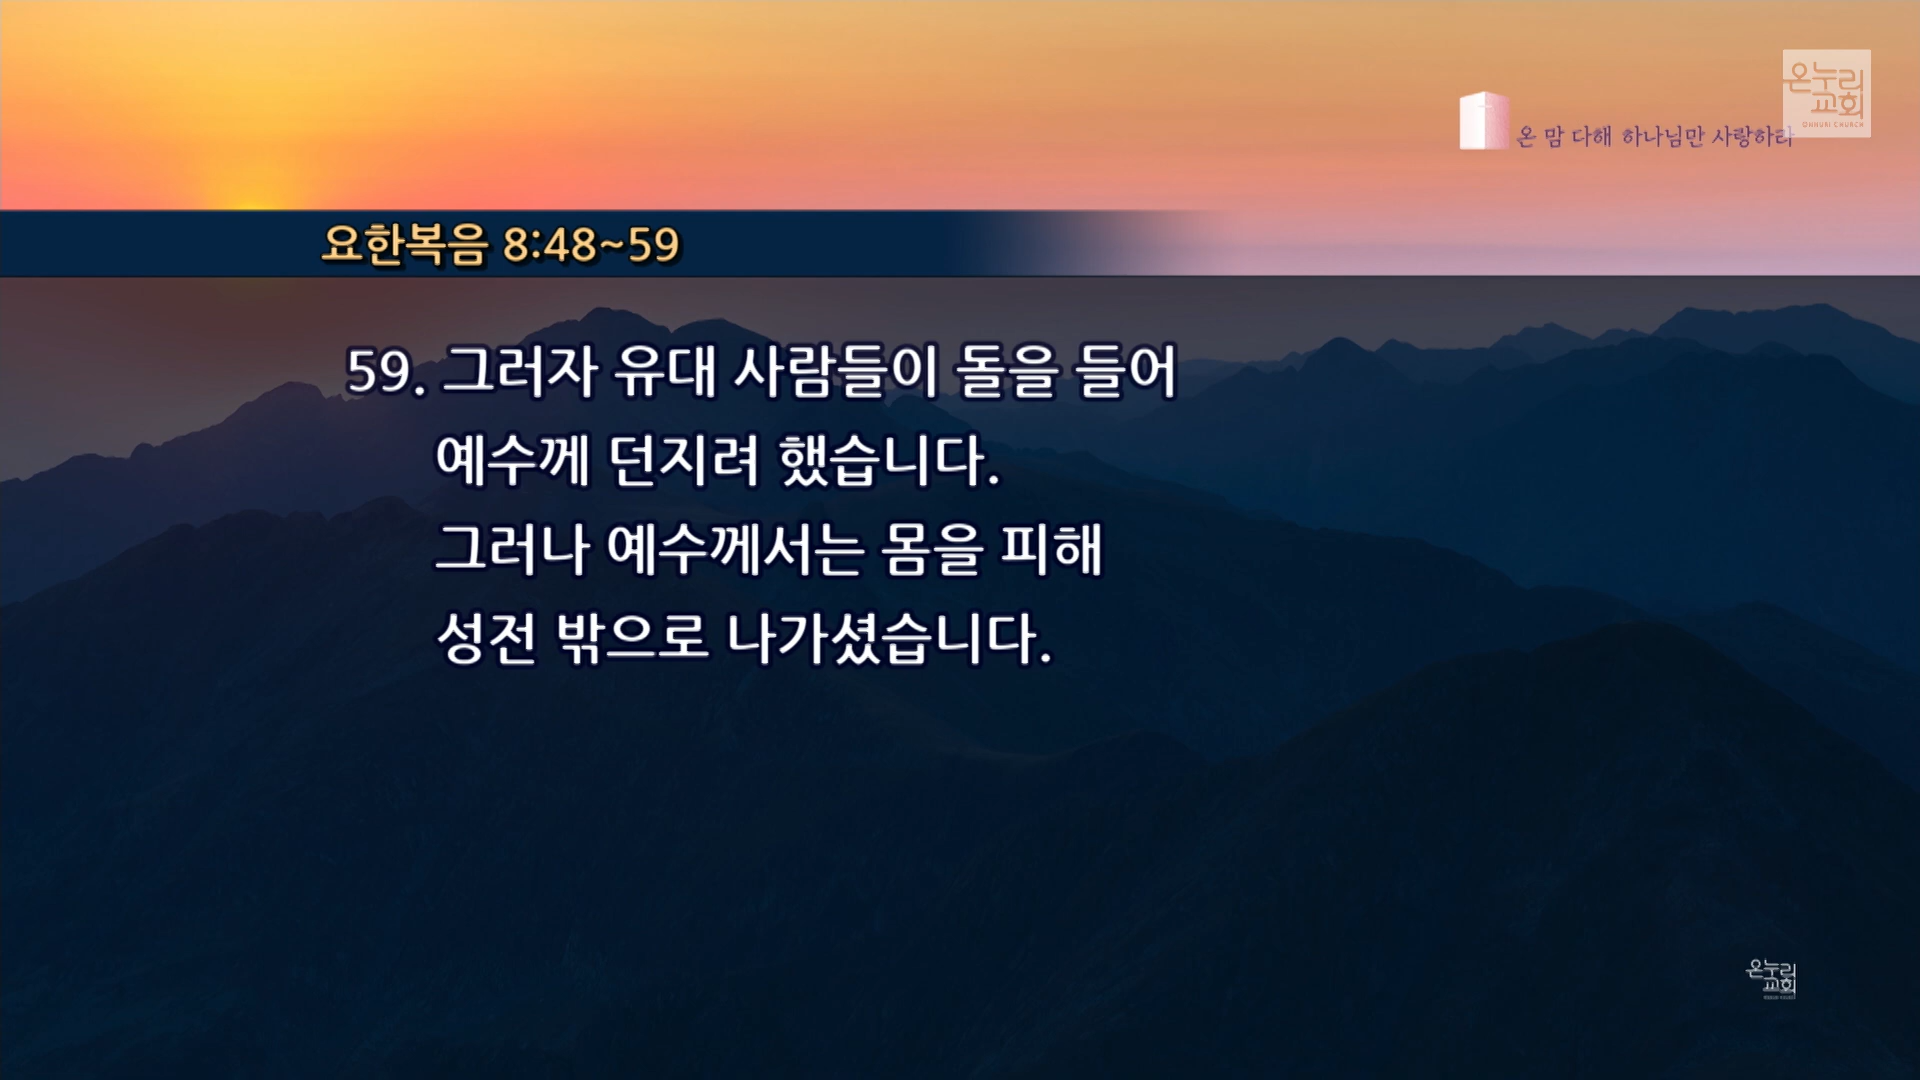 온누리
교회
ONNURI CHURCH
온 맘 다해 하나님만 사랑하라
요한복음 8:48~59
59. 그러자 유대 사람들이 돌을 들어
예수께 던지려 했습니다.
그러나 예수께서는 몸을 피해
성전 밖으로 나가셨습니다.
온누리
교회